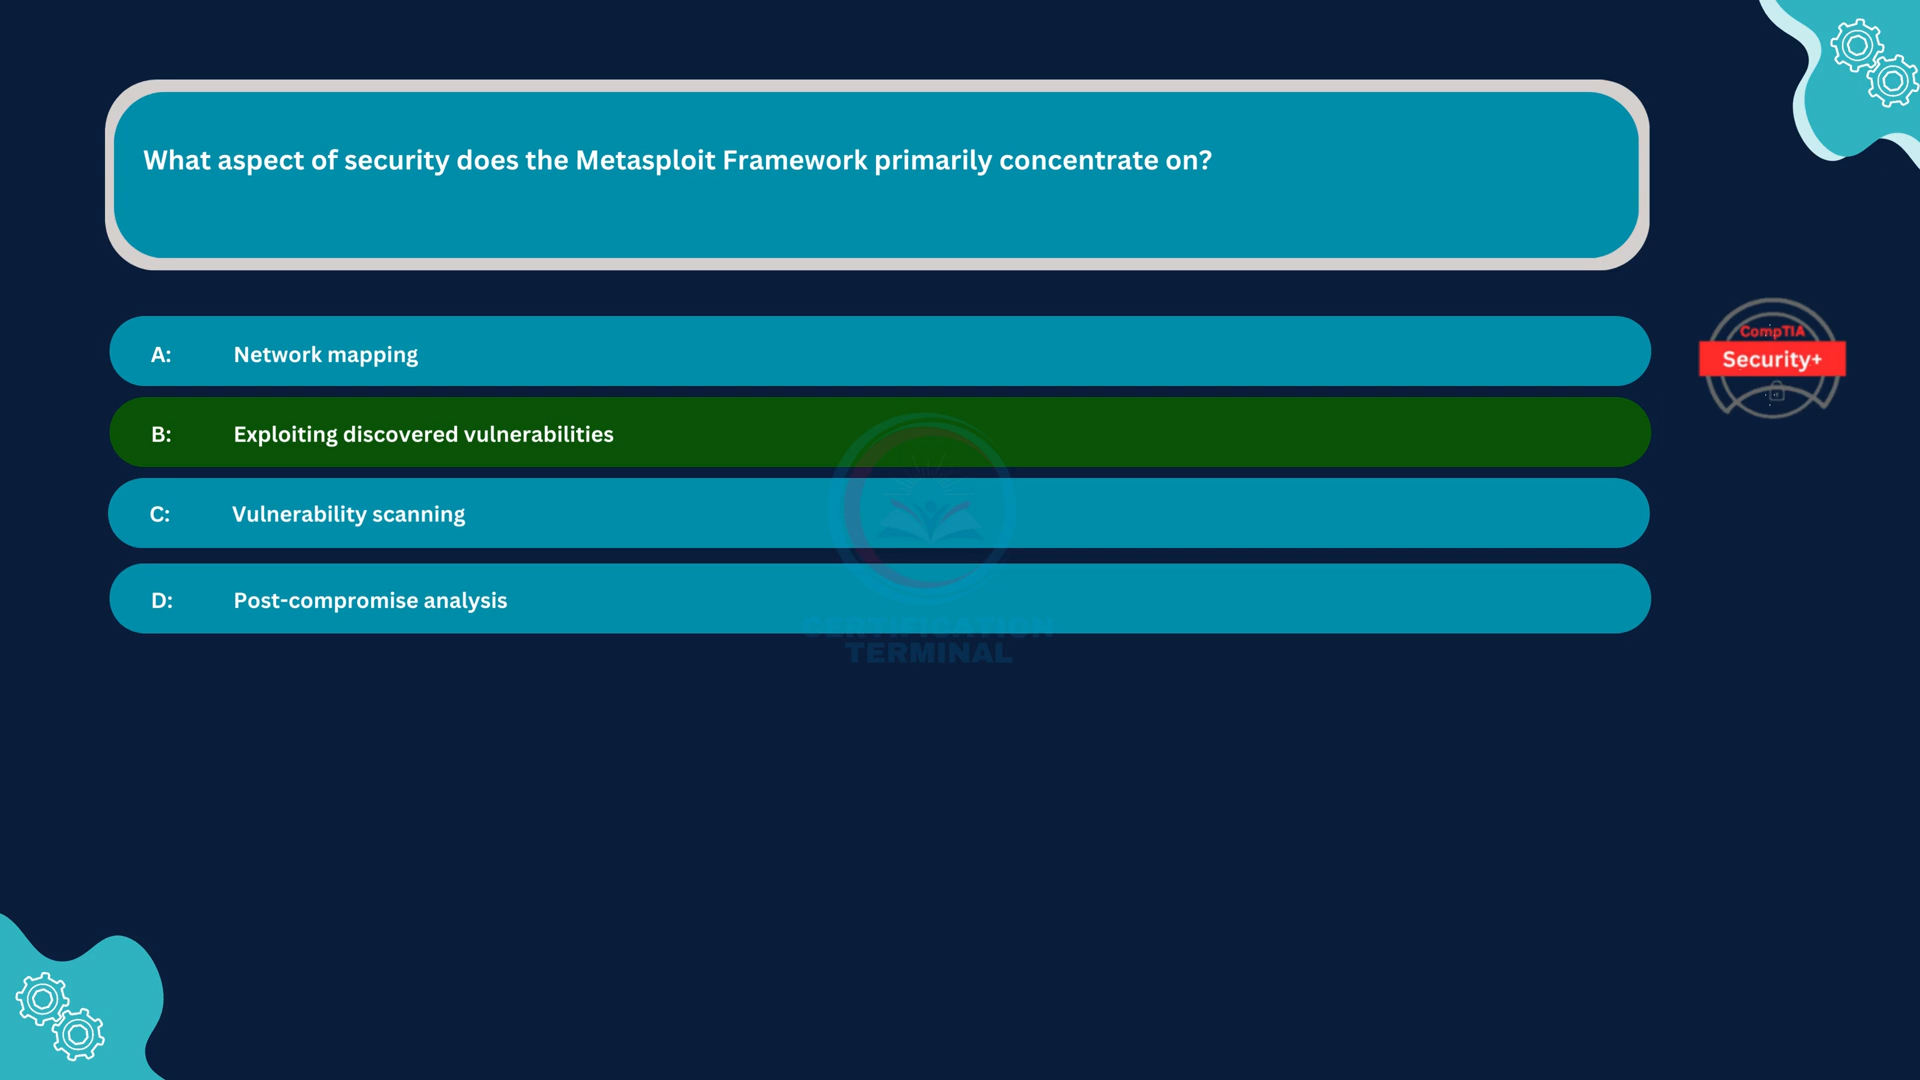 What aspect of security does the Metasploit Framework primarily concentrate on?
A: Network mapping
CompTIA
Security+
B: Exploiting discovered vulnerabilities
C: Vulnerability scanning
D: Post-compromise analysis
CERTIFICATION
TERMINAL